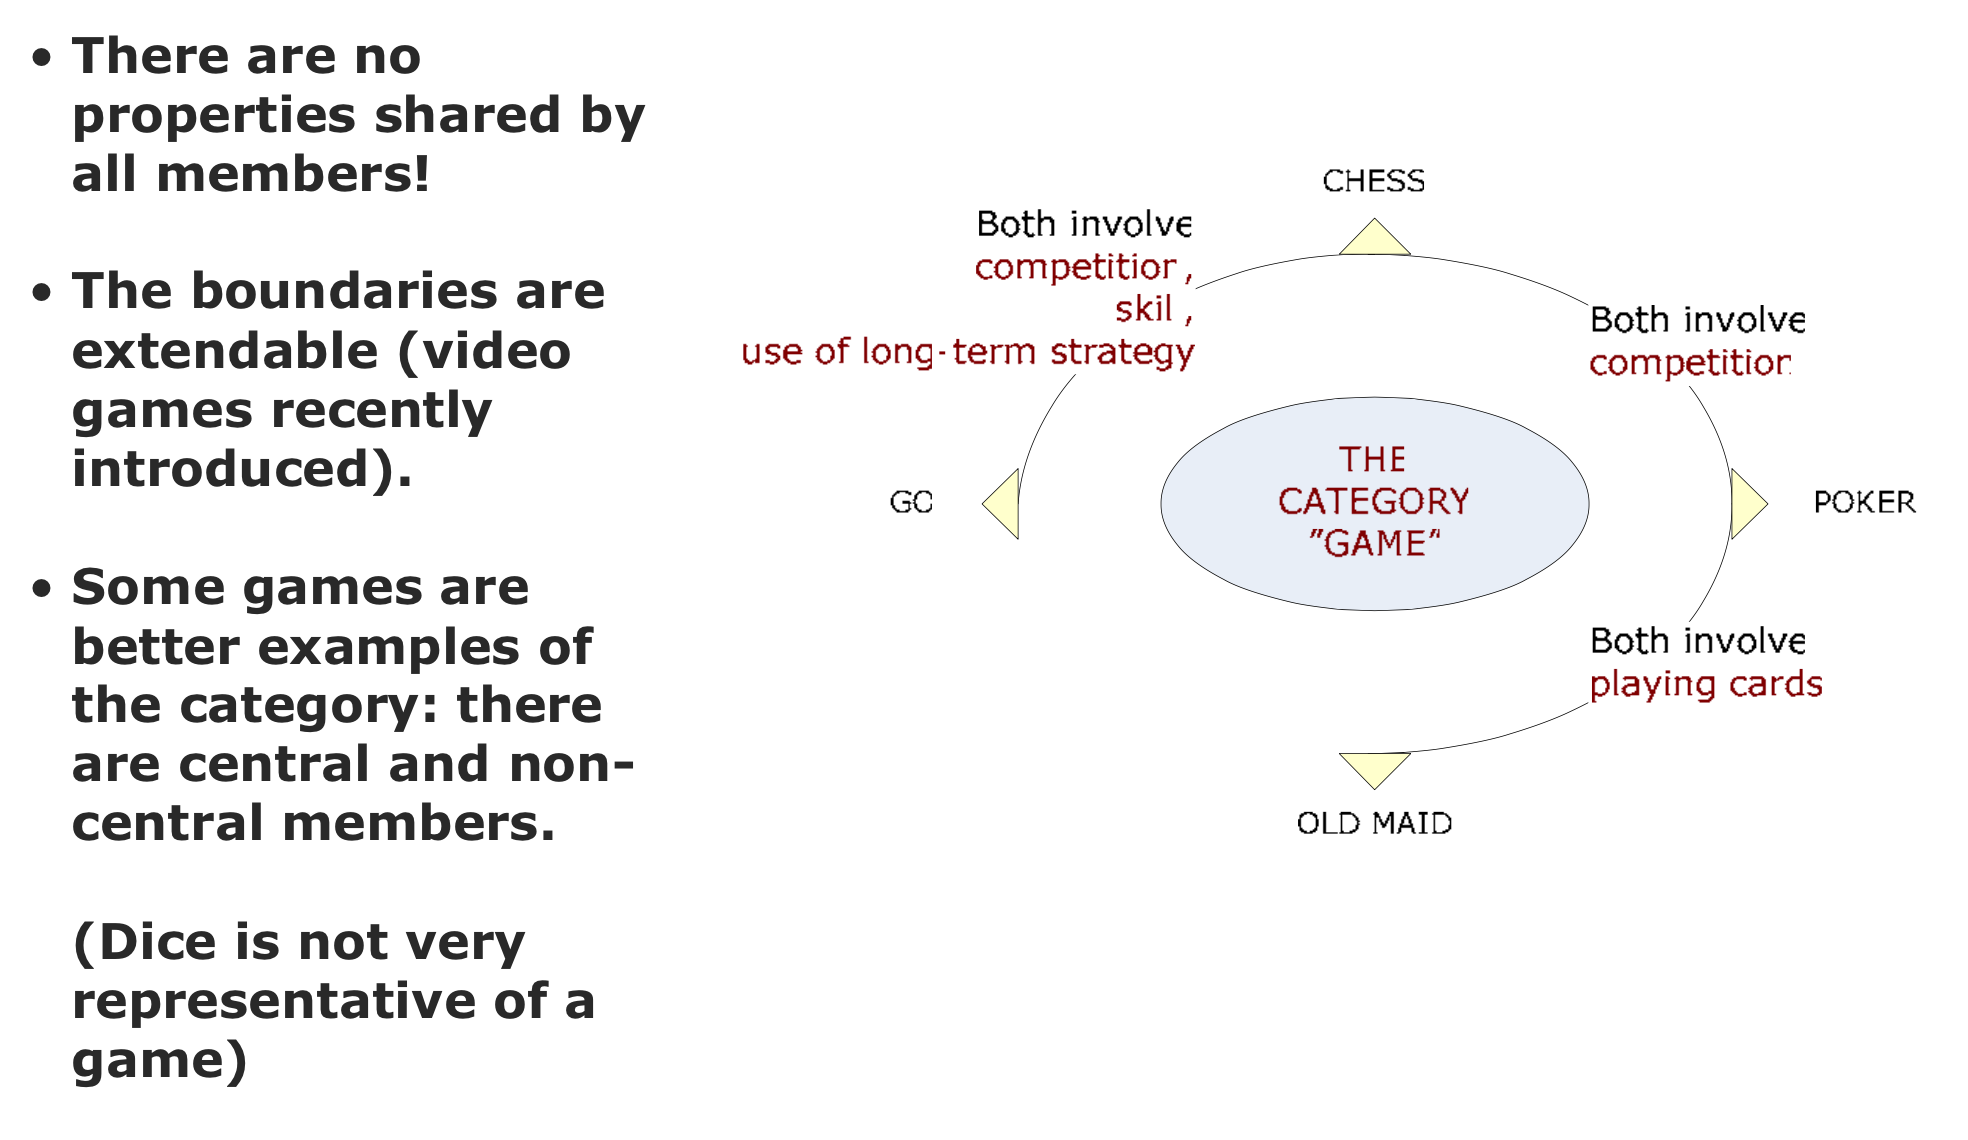 • There are no
properties shared by
all members!
• The boundaries are
extendable (video
games recently
introduced).
• Some games are
better examples of
the category: there
are central and non-
central members.
(Dice is not very
representative of a
game)
CHESS
Both involve
competition,
skill,
use of long-term strategy
Both involve
competition
THE
CATEGORY
”GAME”
GO
POKER
Both involve
playing cards
OLD MAID